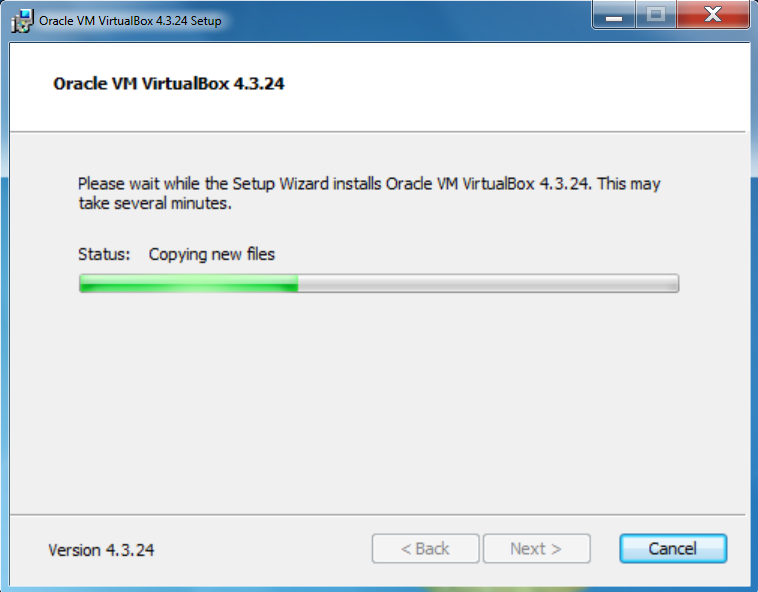 Oracle VM VirtualBox 4.3.24 Setup
Oracle VM VirtualBox 4.3.24
Please wait while the Setup Wizard installs Oracle VM VirtualBox 4.3.24. This may
take several minutes.
Status: Copying new files
Version 4.3.24
< Back Next > Cancel